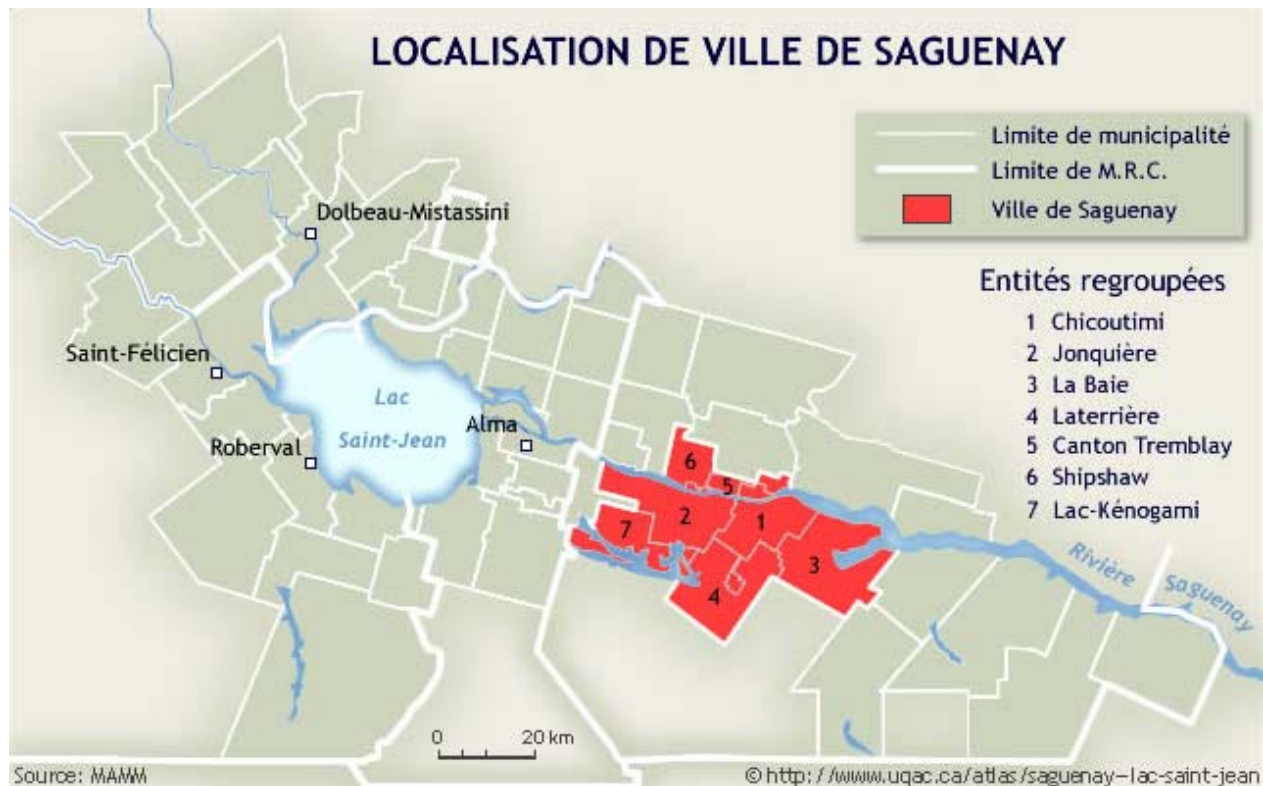 LOCALISATION DE VILLE DE SAGUENAY
Limite de municipalité
Limite de M.R.C.
Ville de Saguenay
Entités regroupées
1 Chicoutimi
2 Jonquière
3 La Baie
4 Laterrière
5 Canton Tremblay
6 Shipshaw
7 Lac-Kénogami
Dolbeau-Mistassini
Saint-Félicien
Lac
Saint-Jean
Alma
Roberval
6
5
7
2
1
3
4
Rivière Saguenay
0 20 km
Source: MAMM
©http://www.uqac.ca/atlas/saguenay-lac-saint-jean